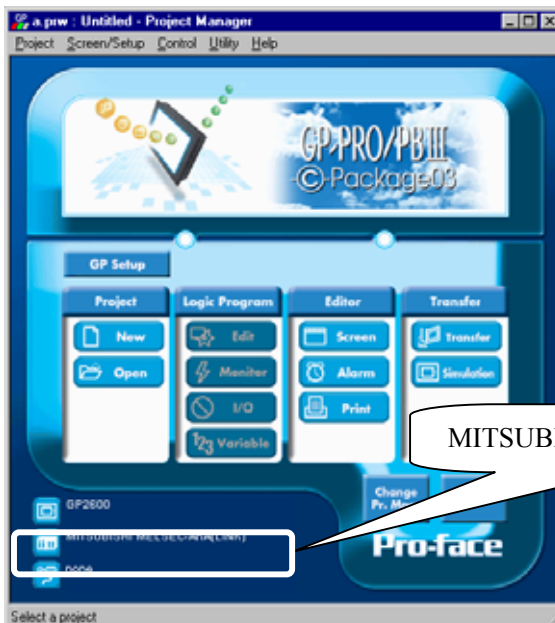 a.prw : Untitled - Project Manager
Project Screen/Setup Control Utility Help
GP-PRO/PBIII
C-Package03
GP Setup
Project
Logic Program
Editor
Transfer
New
Edit
Screen
Transfer
Open
Monitor
Alarm
Simulation
I/O
Print
Variable
MITSUB
Change
GP2600
MITSUBISHI MELSEC-AnA(LINK)
Pro-face
Select a project